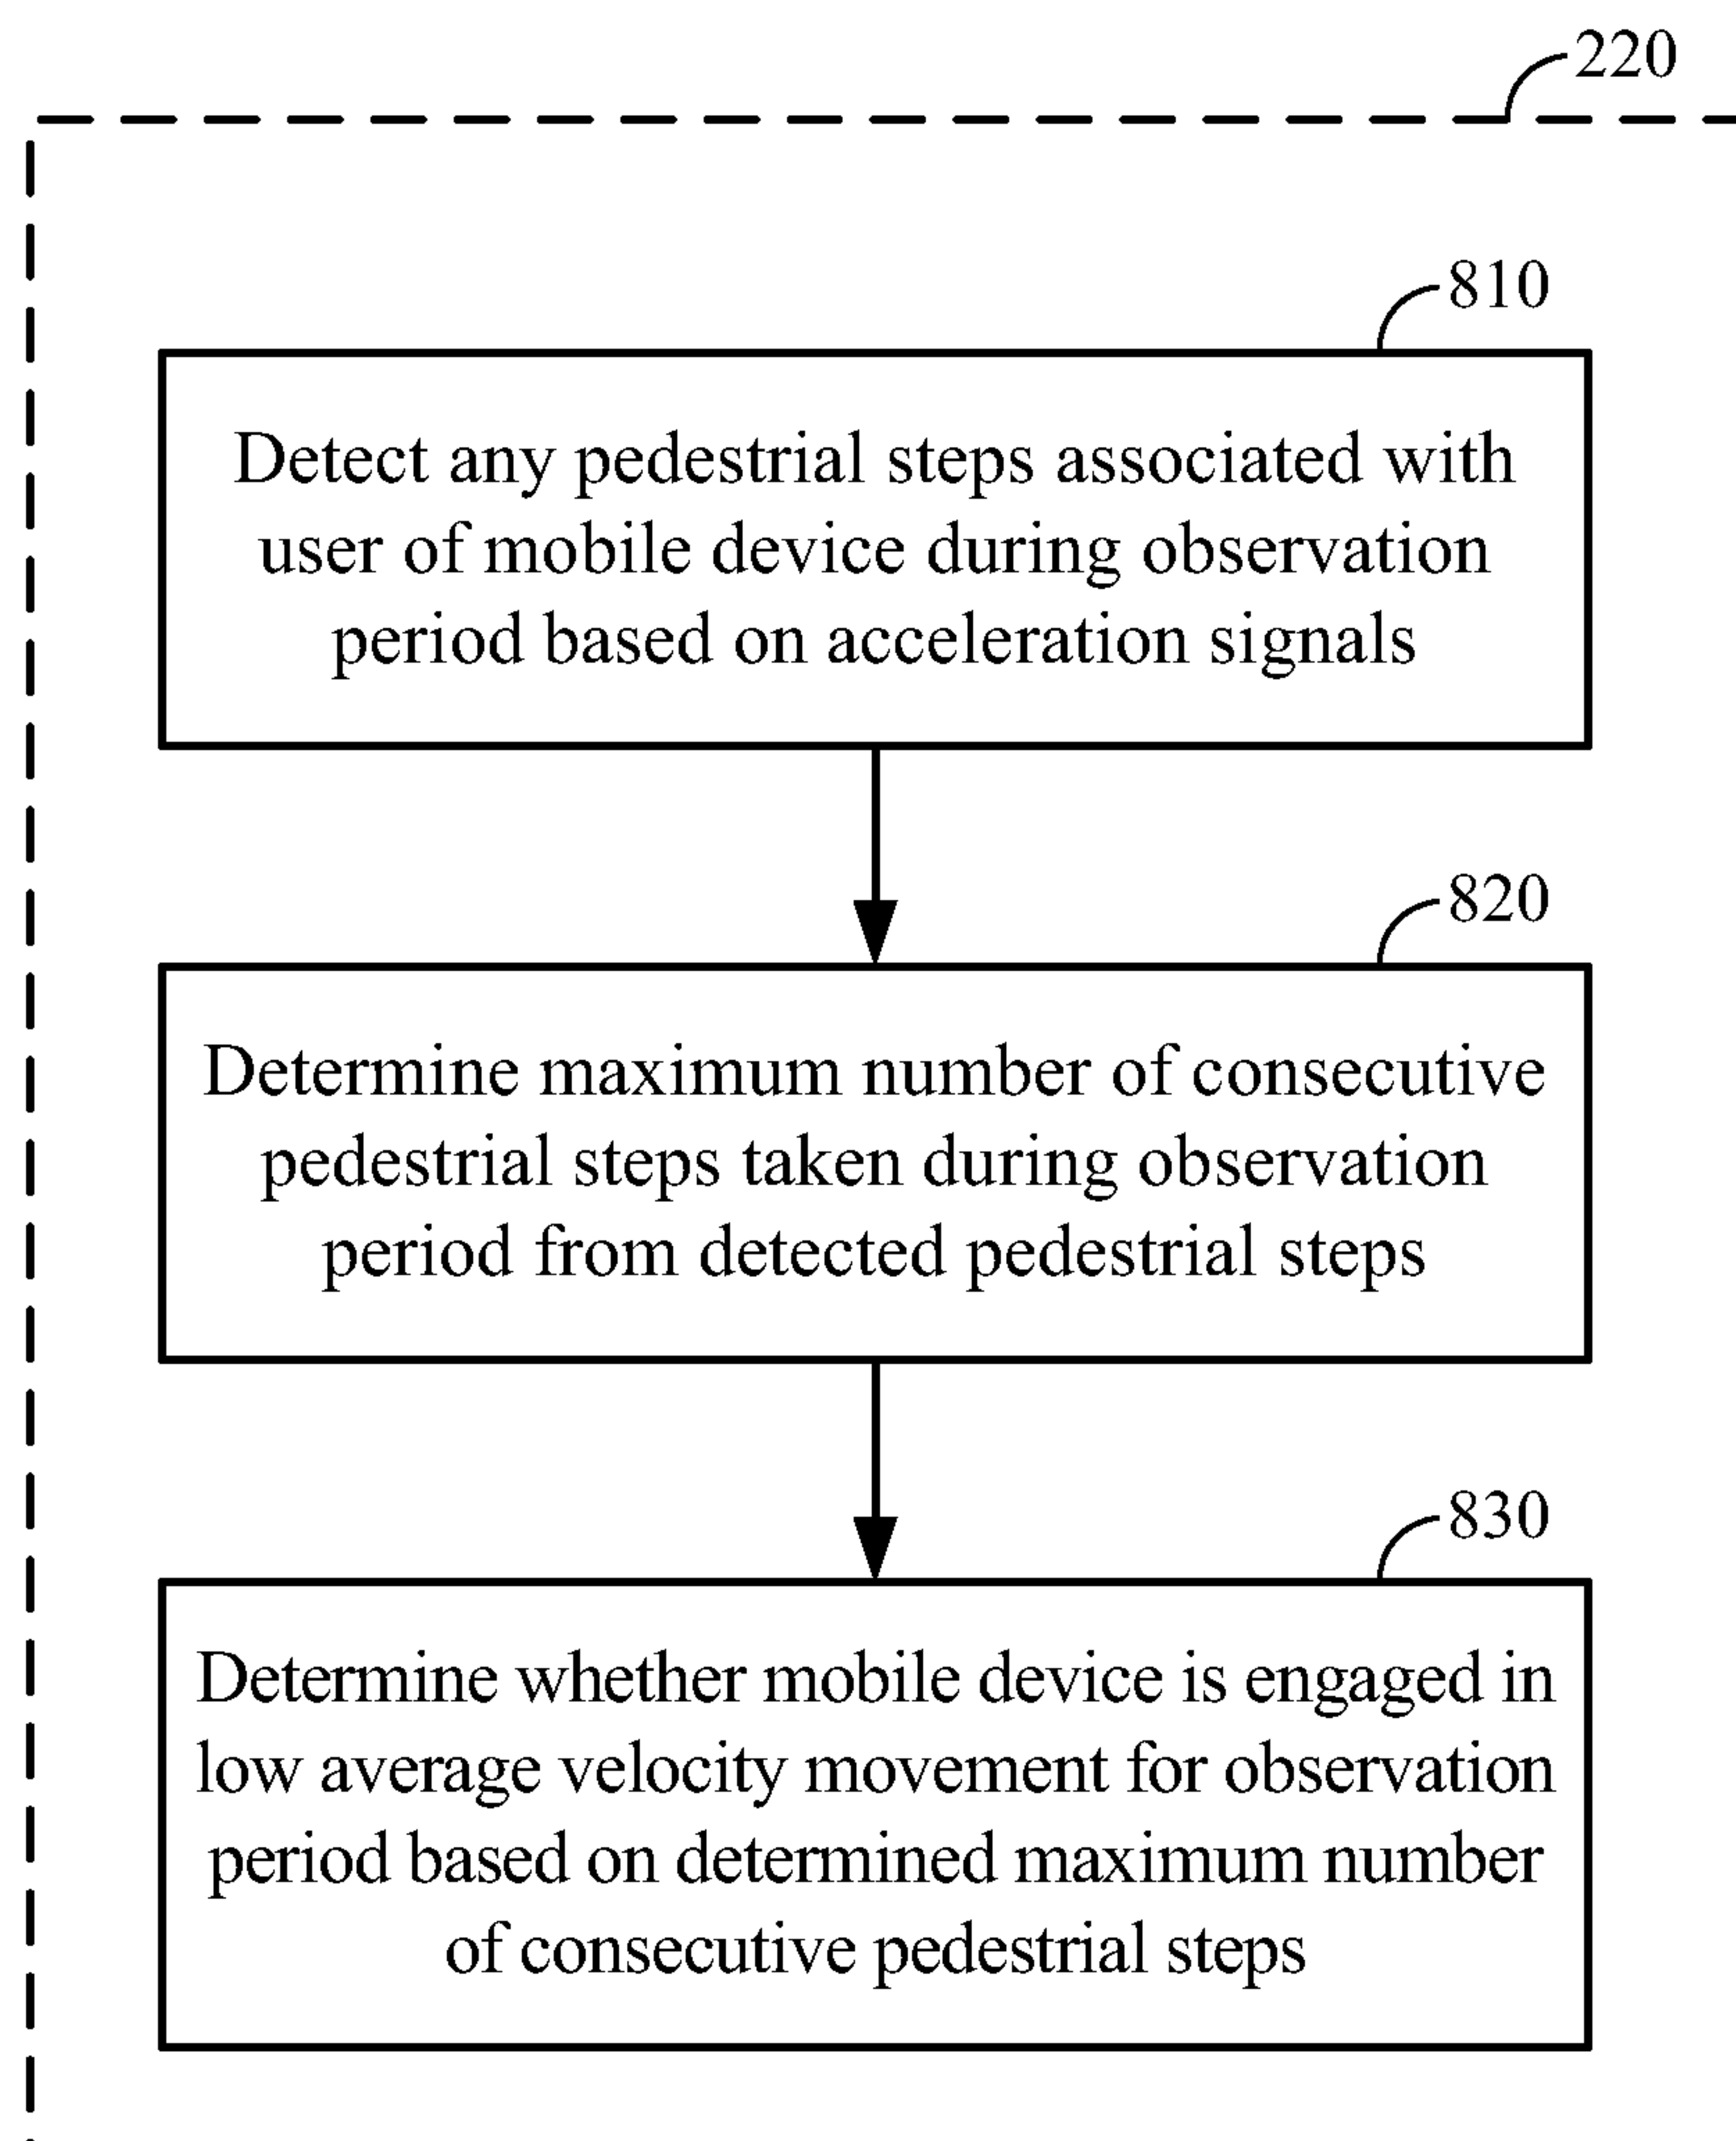 220
810
Detect any pedestrial steps associated with
user of mobile device during observation
period based on acceleration signals
820
Determine maximum number of consecutive
pedestrial steps taken during observation
period from detected pedestrial steps
830
Determine whether mobile device is engaged in
low average velocity movement for observation
period based on determined maximum number
of consecutive pedestrial steps